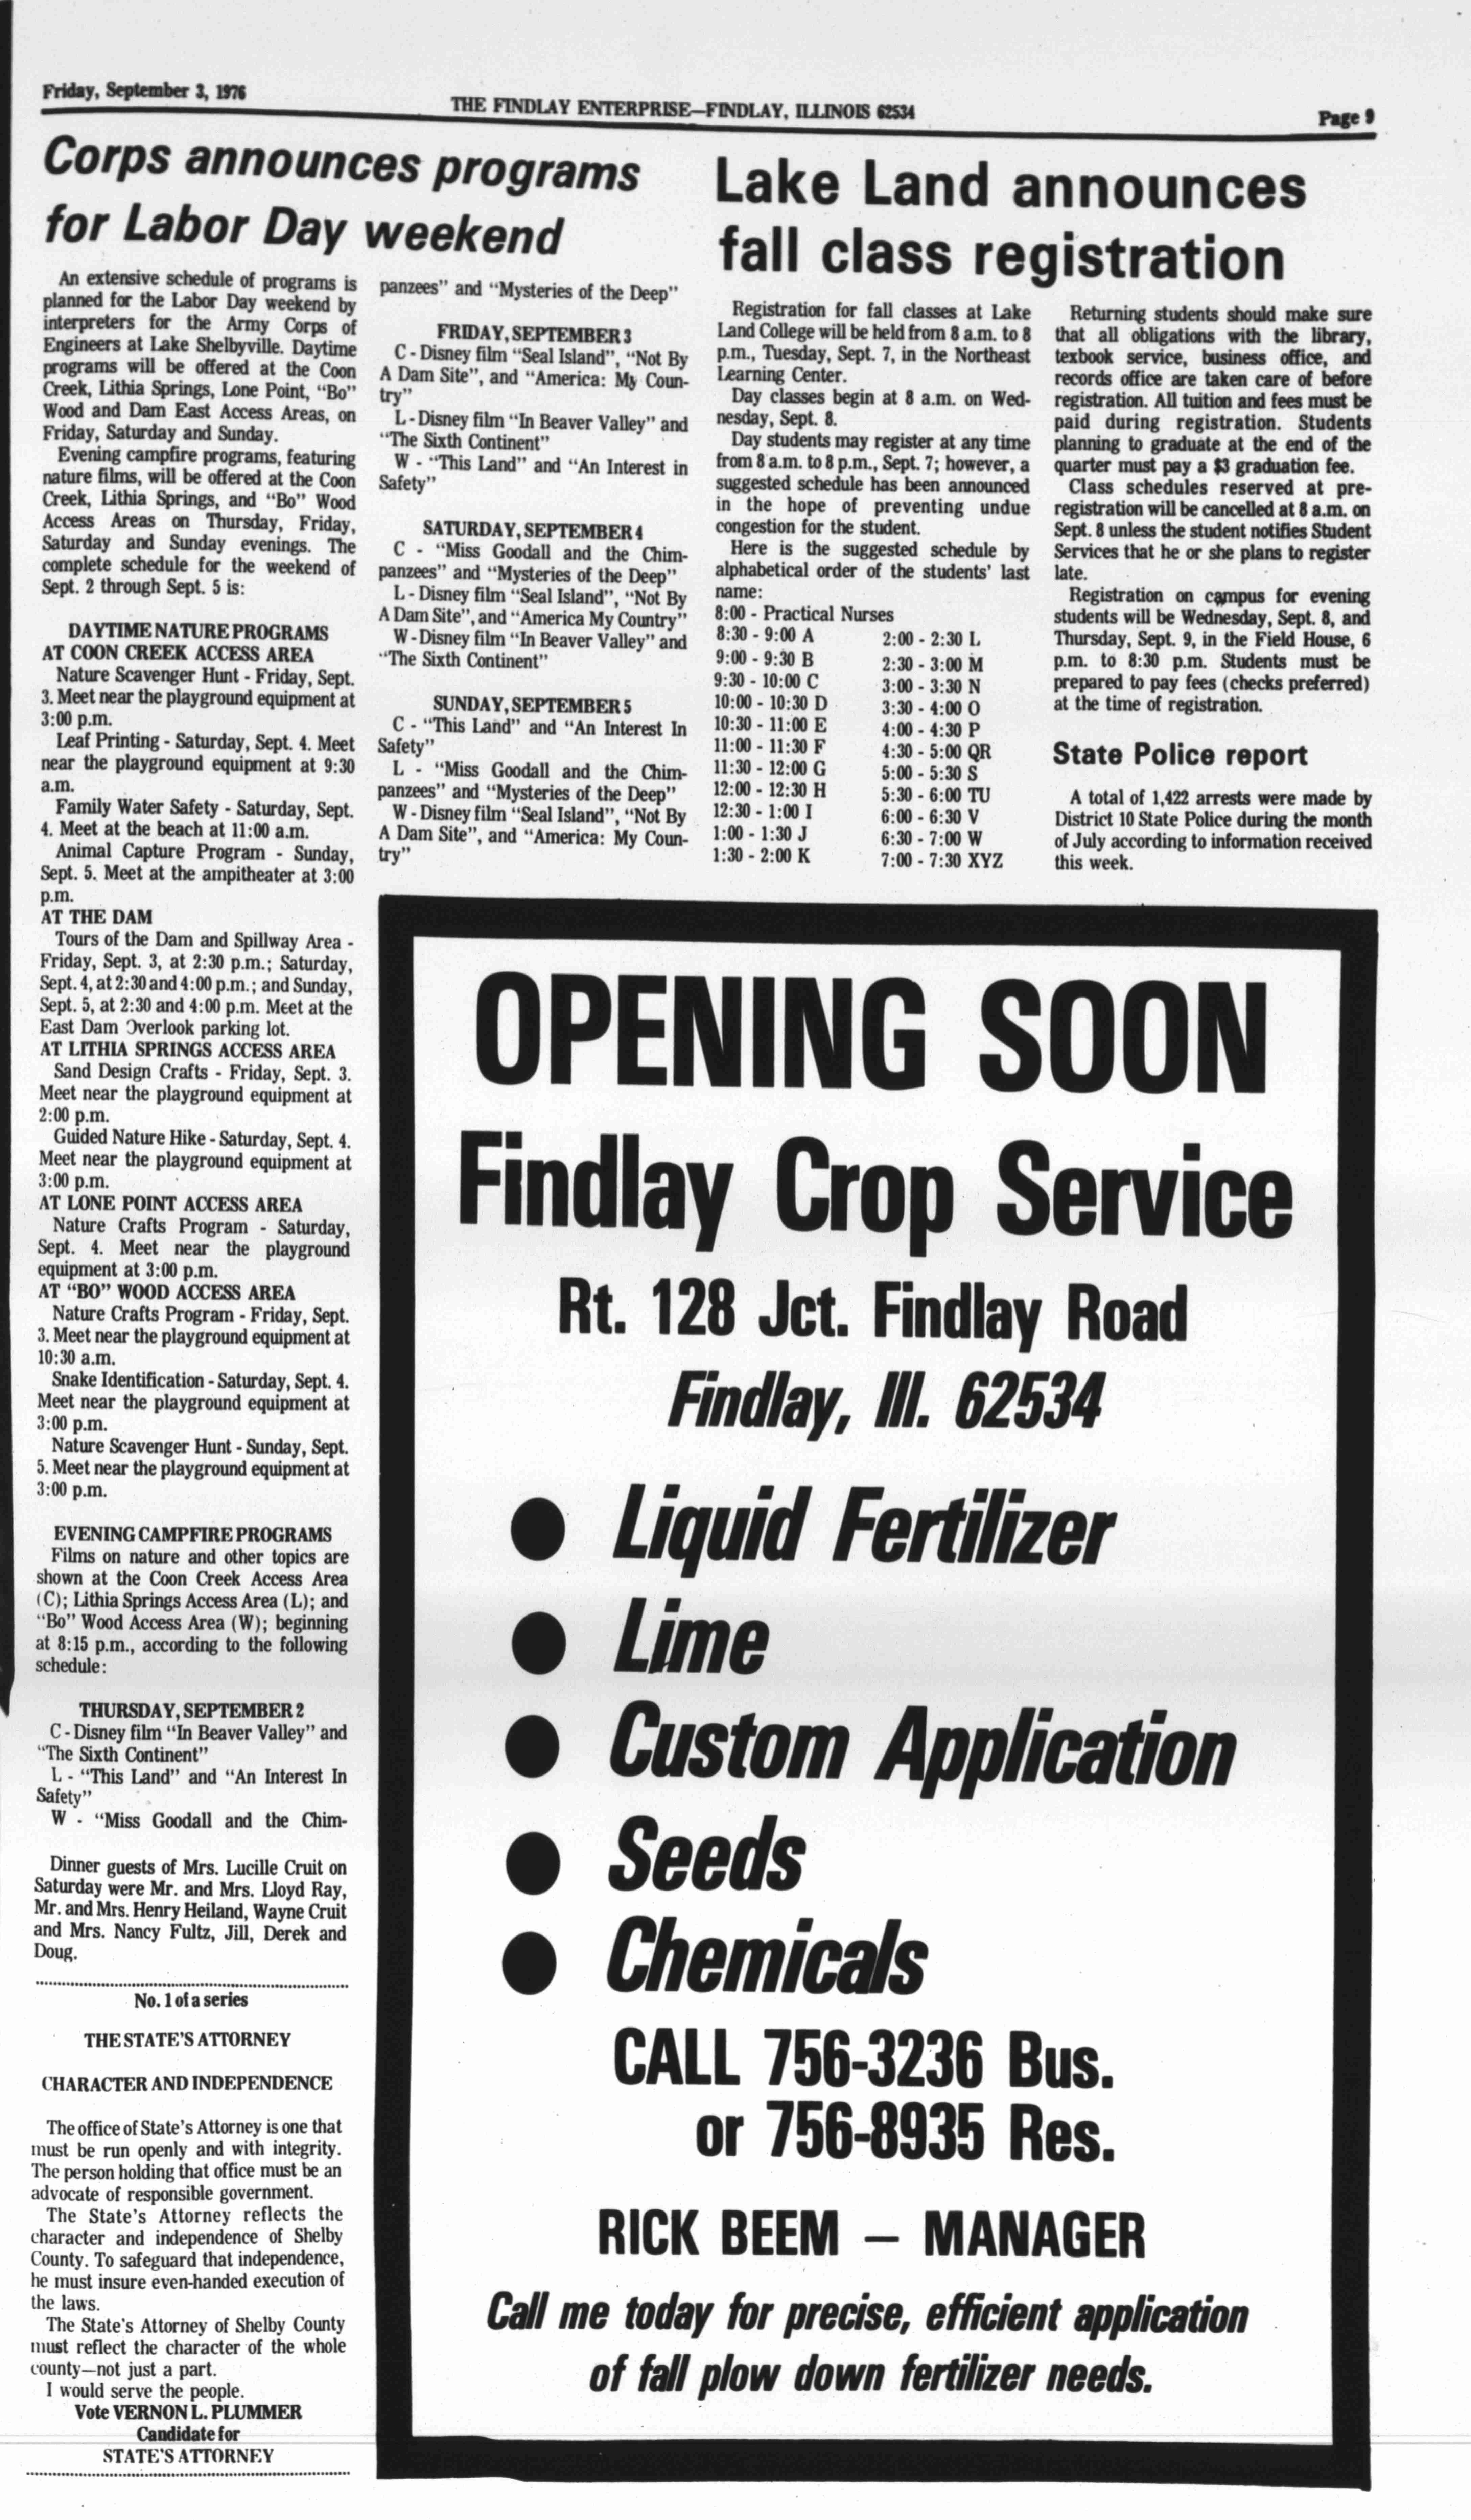 Friday, September 3, 1976
THE FINDLAY ENTERPRISE—FINDLAY, ILLINOIS 62534
Page 9
Corps announces programs
for Labor Day weekend
An extensive schedule of programs is
planned for the Labor Day weekend by
interpreters for the Army Corps of
Engineers at Lake Shelbyville. Daytime
programs will be offered at the Coon
Creek, Lithia Springs, Lone Point, "Bo"
Wood and Dam East Access Areas, on
Friday, Saturday and Sunday.
Evening campfire programs, featuring
nature films, will be offered at the Coon
Creek, Lithia Springs, and "Bo" Wood
Access Areas on Thursday, Friday,
Saturday and Sunday evenings. The
complete schedule for the weekend of
Sept. 2 through Sept. 5 is:
DAYTIME NATURE PROGRAMS
AT COON CREEK ACCESS AREA
Nature Scavenger Hunt - Friday, Sept.
3. Meet near the playground equipment at
3:00 p.m.
Leaf Printing - Saturday, Sept. 4. Meet
near the playground equipment at 9:30
a.m.
Family Water Safety - Saturday, Sept.
4. Meet at the beach at 11:00 a.m.
Animal Capture Program - Sunday,
Sept. 5. Meet at the ampitheater at 3:00
p.m.
AT THE DAM
Tours of the Dam and Spillway Area -
Friday, Sept. 3, at 2:30 p.m.; Saturday,
Sept. 4, at 2:30 and 4:00 p.m.; and Sunday,
Sept. 5, at 2:30 and 4:00 p.m. Meet at the
East Dam Overlook parking lot.
AT LITHIA SPRINGS ACCESS AREA
Sand Design Crafts - Friday, Sept. 3.
Meet near the playground equipment at
2:00 p.m.
Guided Nature Hike - Saturday, Sept. 4.
Meet near the playground equipment at
3:00 p.m.
AT LONE POINT ACCESS AREA
Nature Crafts Program - Saturday,
Sept. 4. Meet near the playground
equipment at 3:00 p.m.
AT "BO" WOOD ACCESS AREA
Nature Crafts Program - Friday, Sept.
3. Meet near the playground equipment at
10:30 a.m.
Snake Identification - Saturday, Sept. 4.
Meet near the playground equipment at
3:00 p.m.
Nature Scavenger Hunt - Sunday, Sept.
5. Meet near the playground equipment at
3:00 p.m.
EVENING CAMPFIRE PROGRAMS
Films on nature and other topics are
shown at the Coon Creek Access Area
(C); Lithia Springs Access Area (L); and
"Bo" Wood Access Area (W); beginning
at 8:15 p.m., according to the following
schedule:
THURSDAY, SEPTEMBER 2
C - Disney film "In Beaver Valley" and
"The Sixth Continent"
L - "This Land" and "An Interest In
Safety"
W - "Miss Goodall and the Chim-
panzees" and "Mysteries of the Deep"
FRIDAY, SEPTEMBER 3
C - Disney film "Seal Island", "Not By
A Dam Site", and "America: My Coun-
try"
L - Disney film "In Beaver Valley" and
"The Sixth Continent"
W - "This Land" and "An Interest in
Safety"
SATURDAY, SEPTEMBER 4
C - "Miss Goodall and the Chim-
panzees" and "Mysteries of the Deep"
L - Disney film "Seal Island", "Not By
A Dam Site", and "America My Country"
W - Disney film "In Beaver Valley" and
"The Sixth Continent"
SUNDAY, SEPTEMBER 5
C - "This Land" and "An Interest In
Safety"
L - "Miss Goodall and the Chim-
panzees" and "Mysteries of the Deep"
W - Disney film "Seal Island", "Not By
A Dam Site", and "America: My Coun-
try"
Dinner guests of Mrs. Lucille Cruit on
Saturday were Mr. and Mrs. Lloyd Ray,
Mr. and Mrs. Henry Heiland, Wayne Cruit
and Mrs. Nancy Fultz, Jill, Derek and
Doug.
No. 1 of a series
THE STATE'S ATTORNEY
CHARACTER AND INDEPENDENCE
The office of State's Attorney is one that
must be run openly and with integrity.
The person holding that office must be an
advocate of responsible government.
The State's Attorney reflects the
character and independence of Shelby
County. To safeguard that independence,
he must insure even-handed execution of
the laws.
The State's Attorney of Shelby County
must reflect the character of the whole
county—not just a part.
I would serve the people.
Vote VERNON L. PLUMMER
Candidate for
STATE'S ATTORNEY
Lake Land announces
fall class registration
Registration for fall classes at Lake
Land College will be held from 8 a.m. to 8
p.m., Tuesday, Sept. 7, in the Northeast
Learning Center.
Day classes begin at 8 a.m. on Wed-
nesday, Sept. 8.
Day students may register at any time
from 8 a.m. to 8 p.m., Sept. 7; however, a
suggested schedule has been announced
in the hope of preventing undue
congestion for the student.
Here is the suggested schedule by
alphabetical order of the students' last
name:
8:00 - Practical Nurses
8:30 - 9:00 A
9:00 - 9:30 B
9:30 - 10:00 C
10:00 - 10:30 D
10:30 - 11:00 E
11:00 - 11:30 F
11:30 - 12:00 G
12:00 - 12:30 H
12:30 - 1:00 I
1:00 - 1:30 J
1:30 - 2:00 K
2:00 - 2:30 L
2:30 - 3:00 M
3:00 - 3:30 N
3:30 - 4:00 O
4:00 - 4:30 P
4:30 - 5:00 QR
5:00 - 5:30 S
5:30 - 6:00 TU
6:00 - 6:30 V
6:30 - 7:00 W
7:00 - 7:30 XYZ
Returning students should make sure
that all obligations with the library,
texbook service, business office, and
records office are taken care of before
registration. All tuition and fees must be
paid during registration. Students
planning to graduate at the end of the
quarter must pay a $3 graduation fee.
Class schedules reserved at pre-
registration will be cancelled at 8 a.m. on
Sept. 8 unless the student notifies Student
Services that he or she plans to register
late.
Registration on campus for evening
students will be Wednesday, Sept. 8, and
Thursday, Sept. 9, in the Field House, 6
p.m. to 8:30 p.m. Students must be
prepared to pay fees (checks preferred)
at the time of registration.
State Police report
A total of 1,422 arrests were made by
District 10 State Police during the month
of July according to information received
this week.
OPENING SOON
Findlay Crop Service
Rt. 128 Jct. Findlay Road
Findlay, Ill. 62534
● Liquid Fertilizer
● Lime
● Custom Application
● Seeds
● Chemicals
CALL 756-3236 Bus.
or 756-8935 Res.
RICK BEEM — MANAGER
Call me today for precise, efficient application
of fall plow down fertilizer needs.